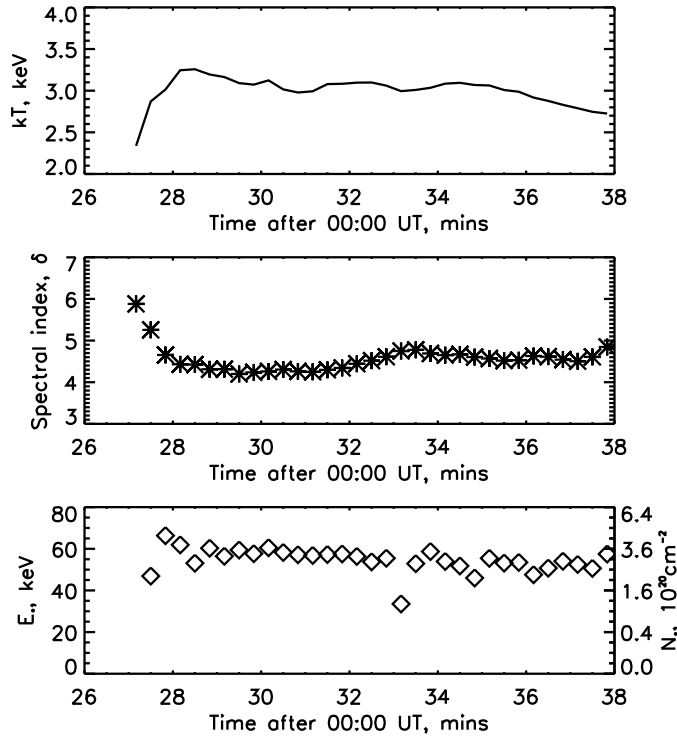 4.0
3.5
3.0
2.5
2.0
kT, keV
26 28 30 32 34 36 38
Time after 00:00 UT, mins
7
6
5
4
3
Spectral index, δ
26 28 30 32 34 36 38
Time after 00:00 UT, mins
80
60
40
20
0
E., keV
6.4
3.6
1.6
0.4
0.0
N., 10²⁰cm⁻²
26 28 30 32 34 36 38
Time after 00:00 UT, mins